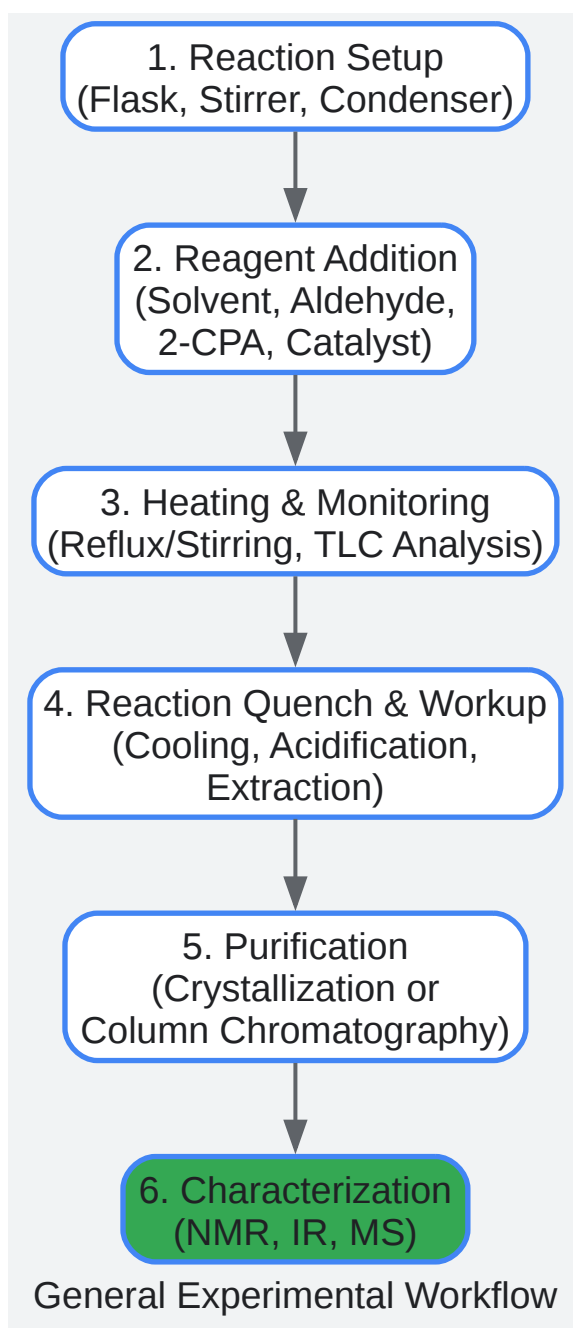 1. Reaction Setup
(Flask, Stirrer, Condenser)
2. Reagent Addition
(Solvent, Aldehyde,
2-CPA, Catalyst)
3. Heating & Monitoring
(Reflux/Stirring, TLC Analysis)
4. Reaction Quench & Workup
(Cooling, Acidification,
Extraction)
5. Purification
(Crystallization or
Column Chromatography)
6. Characterization
(NMR, IR, MS)
General Experimental Workflow